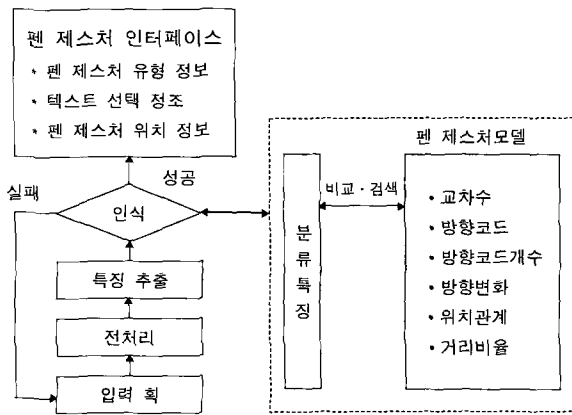 펜 제스처 인터페이스
• 펜 제스처 유형 정보
• 텍스트 선택 정조
• 펜 제스처 위치 정보
실패
성공
인식
특징 추출
전처리
입력 획
펜 제스처모델
분류특징
비교·검색
• 교차수
• 방향코드
• 방향코드개수
• 방향변화
• 위치관계
• 거리비율